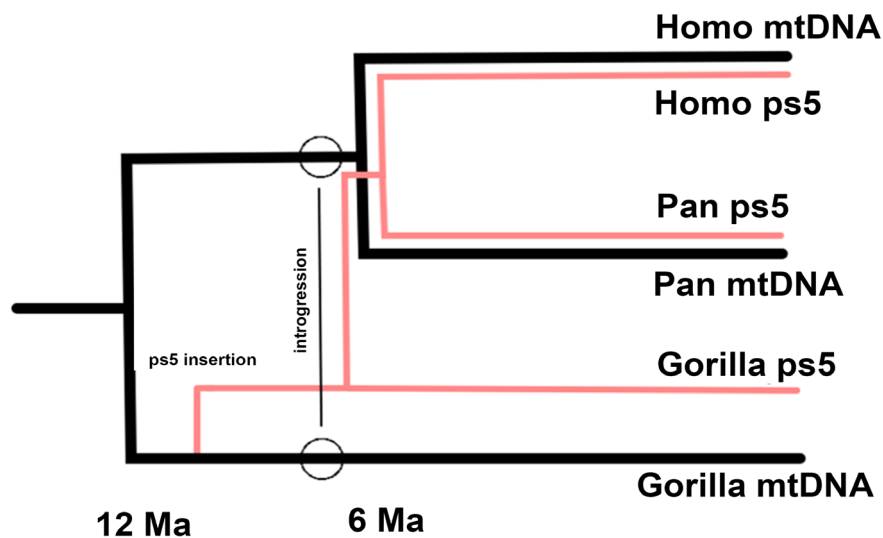 Homo mtDNA
Homo ps5
Pan ps5
Pan mtDNA
introgression
ps5 insertion
Gorilla ps5
Gorilla mtDNA
12 Ma
6 Ma